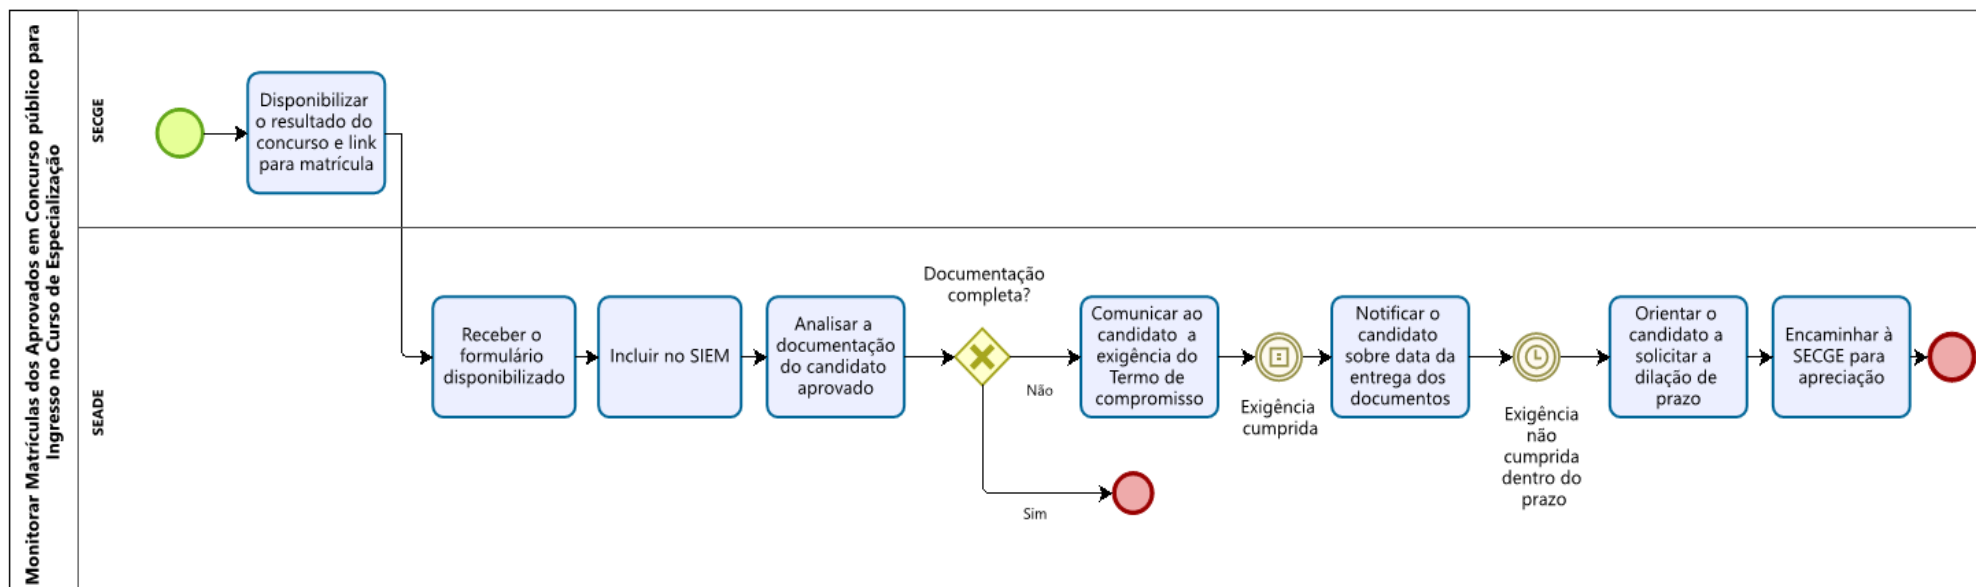 Monitorar Matrículas dos Aprovados em Concurso público para
Ingresso no Curso de Especialização
SECGE
Disponibilizar
o resultado do
concurso e link
para matrícula
SEADE
Receber o
formulário
disponibilizado
Incluir no SIEM
Analisar a
documentação
do candidato
aprovado
Documentação
completa?
Não
Sim
Comunicar ao
candidato a
exigência do
Termo de
compromisso
Exigência
cumprida
Notificar o
candidato
sobre data da
entrega dos
documentos
Exigência
não
cumprida
dentro do
prazo
Orientar o
candidato a
solicitar a
dilação de
prazo
Encaminhar à
SECGE para
apreciação